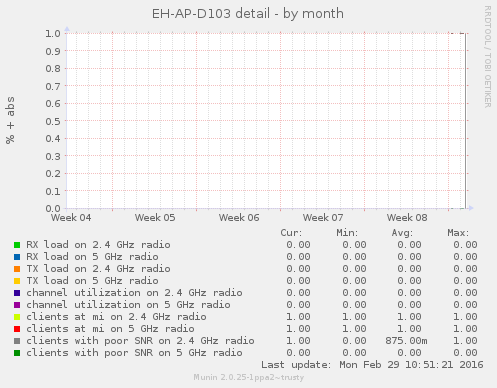 EH-AP-D103 detail - by month
RRDTOOL / TOBI OETIKER
% + abs
1.0
0.9
0.8
0.7
0.6
0.5
0.4
0.3
0.2
0.1
0.0
Week 04 Week 05 Week 06 Week 07 Week 08
Cur: Min: Avg: Max:
RX load on 2.4 GHz radio 0.00 0.00 0.00 0.00
RX load on 5 GHz radio 0.00 0.00 0.00 0.00
TX load on 2.4 GHz radio 0.00 0.00 0.00 0.00
TX load on 5 GHz radio 0.00 0.00 0.00 0.00
channel utilization on 2.4 GHz radio 0.00 0.00 0.00 0.00
channel utilization on 5 GHz radio 0.00 0.00 0.00 0.00
clients at mi on 2.4 GHz radio 1.00 1.00 1.00 1.00
clients at mi on 5 GHz radio 1.00 1.00 1.00 1.00
clients with poor SNR on 2.4 GHz radio 1.00 0.00 875.00m 1.00
clients with poor SNR on 5 GHz radio 0.00 0.00 0.00 0.00
Last update: Mon Feb 29 10:51:21 2016
Munin 2.0.25-1ppa2~trusty